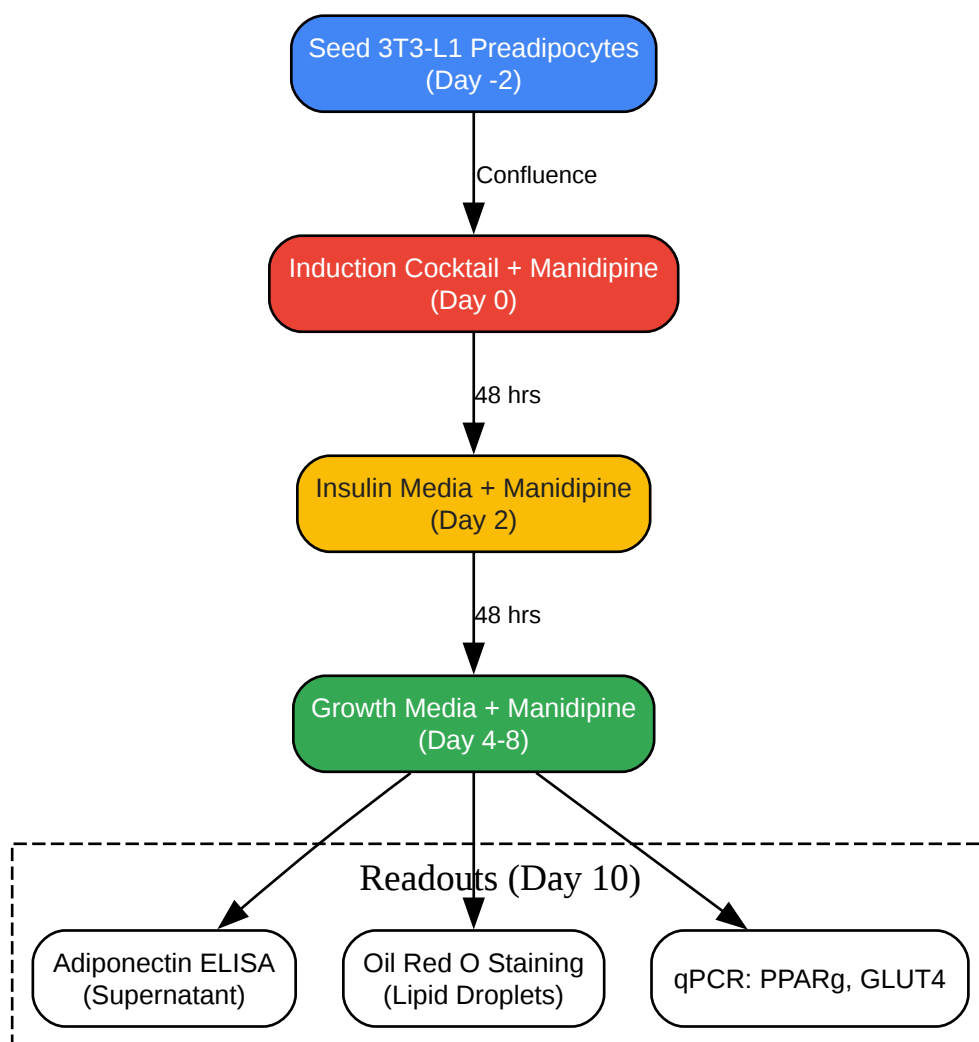 Seed 3T3-L1 Preadipocytes
(Day -2)
Confluence
Induction Cocktail + Manidipine
(Day 0)
48 hrs
Insulin Media + Manidipine
(Day 2)
48 hrs
Growth Media + Manidipine
(Day 4-8)
Readouts (Day 10)
Adiponectin ELISA
(Supernatant)
Oil Red O Staining
(Lipid Droplets)
qPCR: PPARg, GLUT4